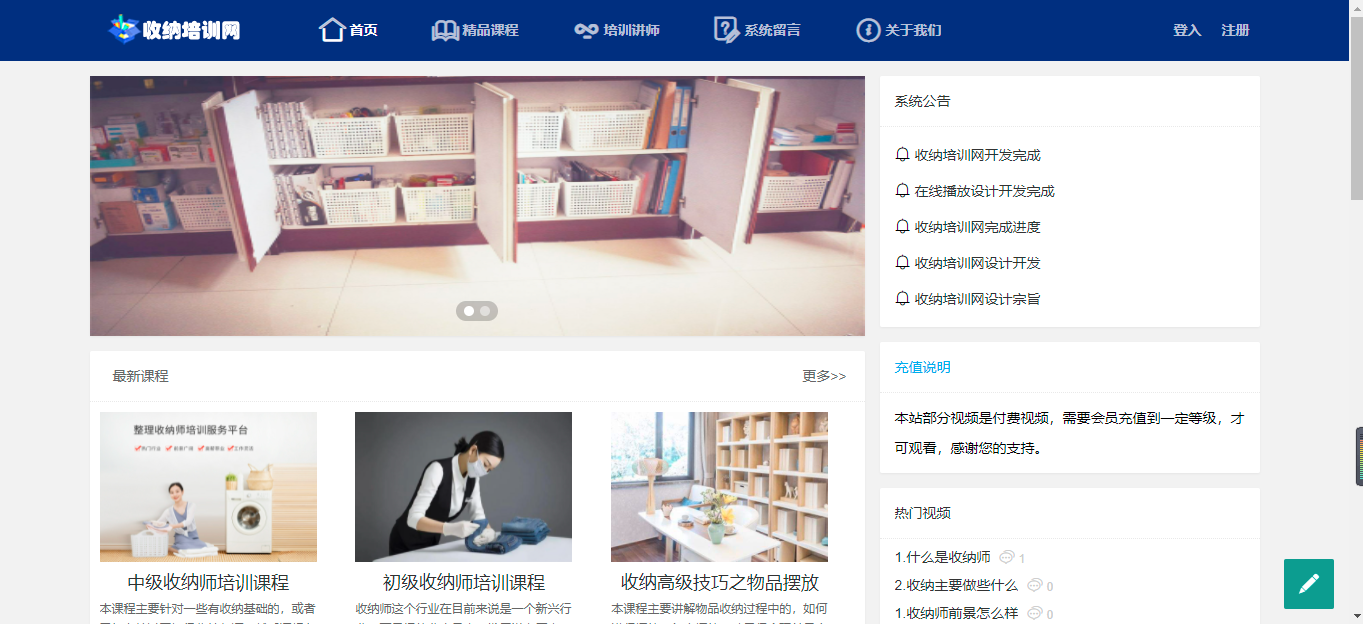 收纳培训网
首页
精品课程
培训讲师
系统留言
关于我们
登入
注册
系统公告
收纳培训网开发完成
在线播放设计开发完成
收纳培训网完成进度
收纳培训网设计开发
收纳培训网设计宗旨
最新课程
更多>>
整理收纳师培训服务平台
中级收纳师培训课程
初级收纳师培训课程
收纳高级技巧之物品摆放
本课程主要针对一些有收纳基础的，或者
收纳师这个行业在目前来说是一个新兴行
本课程主要讲解物品收纳过程中的，如何
充值说明
本站部分视频是付费视频，需要会员充值到一定等级，才
可观看，感谢您的支持。
热门视频
1.什么是收纳师 1
2.收纳主要做些什么 0
1.收纳师前景怎么样 0